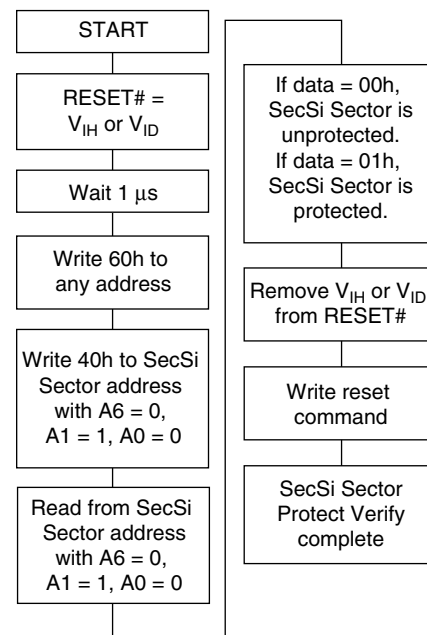 START
RESET# =
V_IH or V_ID
Wait 1 μs
Write 60h to
any address
Write 40h to SecSi
Sector address
with A6 = 0,
A1 = 1, A0 = 0
Read from SecSi
Sector address
with A6 = 0,
A1 = 1, A0 = 0
If data = 00h,
SecSi Sector is
unprotected.
If data = 01h,
SecSi Sector is
protected.
Remove V_IH or V_ID
from RESET#
Write reset
command
SecSi Sector
Protect Verify
complete